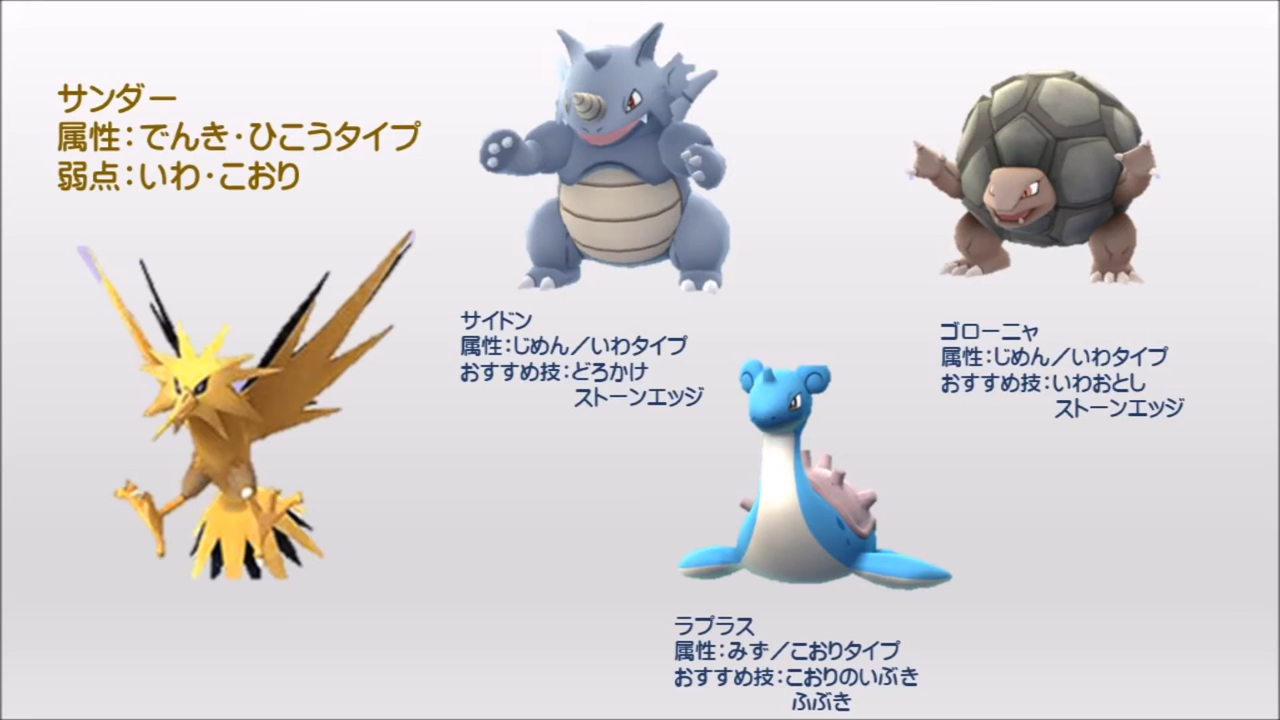 サンダー
属性：でんき・ひこうタイプ
弱点：いわ・こおり
サイドン
属性：じめん／いわタイプ
おすすめ技：どろかけ
ストーンエッジ
ゴローニャ
属性：じめん／いわタイプ
おすすめ技：いわおとし
ストーンエッジ
ラプラス
属性：みず／こおりタイプ
おすすめ技：こおりのいぶき
ふぶき